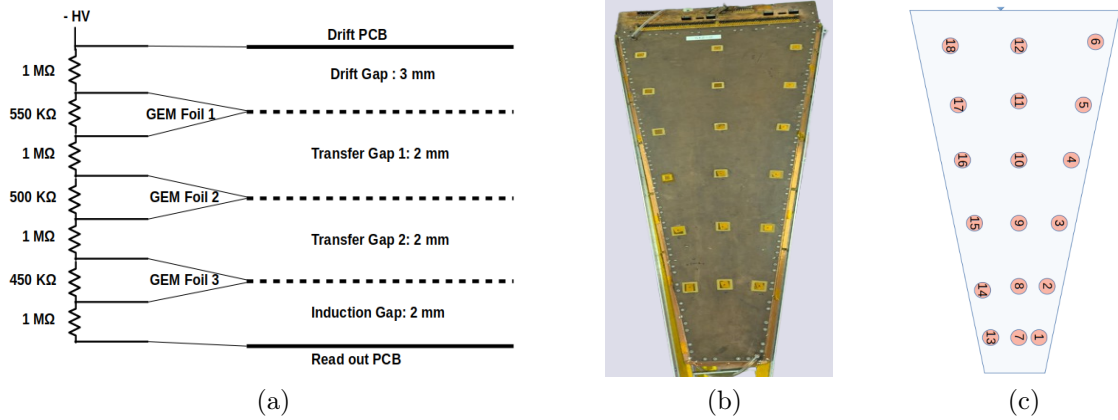 - HV
Drift PCB
1 MΩ
Drift Gap : 3 mm
550 KΩ
GEM Foil 1
1 MΩ
Transfer Gap 1: 2 mm
500 KΩ
GEM Foil 2
1 MΩ
Transfer Gap 2: 2 mm
450 KΩ
GEM Foil 3
1 MΩ
Induction Gap: 2 mm
Read out PCB
(a)
(b)
18 12 6
17 11 5
16 10 4
15 9 3
14 8 2
13 7 1
(c)